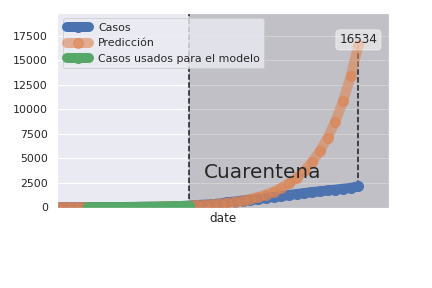 17500
15000
12500
10000
7500
5000
2500
0
Casos
Predicción
Casos usados para el modelo
16534
Cuarentena
date